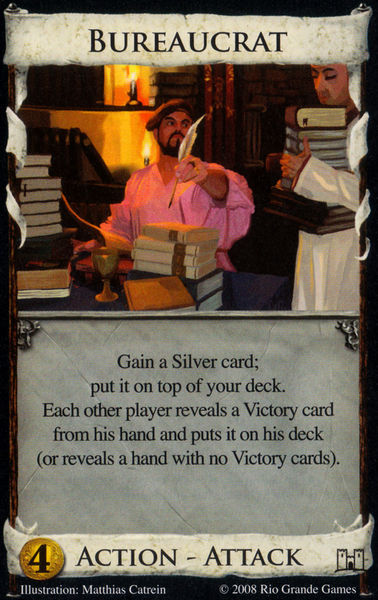 BUREAUCRAT
Gain a Silver card;
put it on top of your deck.
Each other player reveals a Victory card
from his hand and puts it on his deck
(or reveals a hand with no Victory cards).
4 ACTION - ATTACK
Illustration: Matthias Catrein © 2008 Rio Grande Games